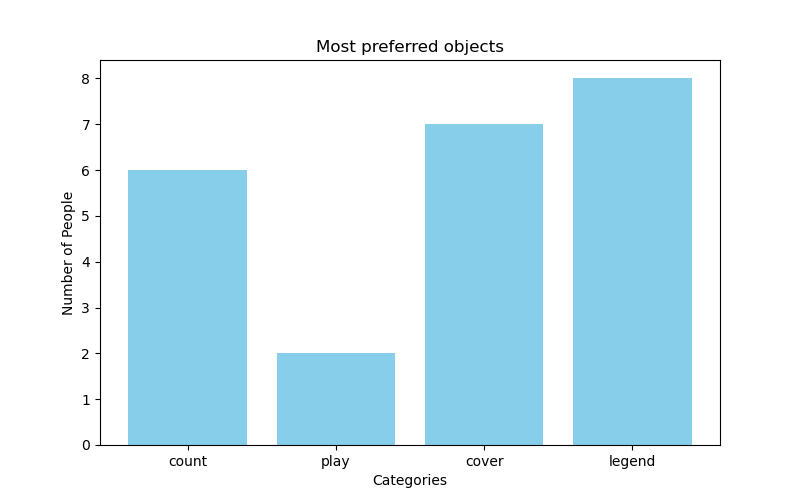 Most preferred objects
Number of People
8
7
6
5
4
3
2
1
0
count play cover legend
Categories